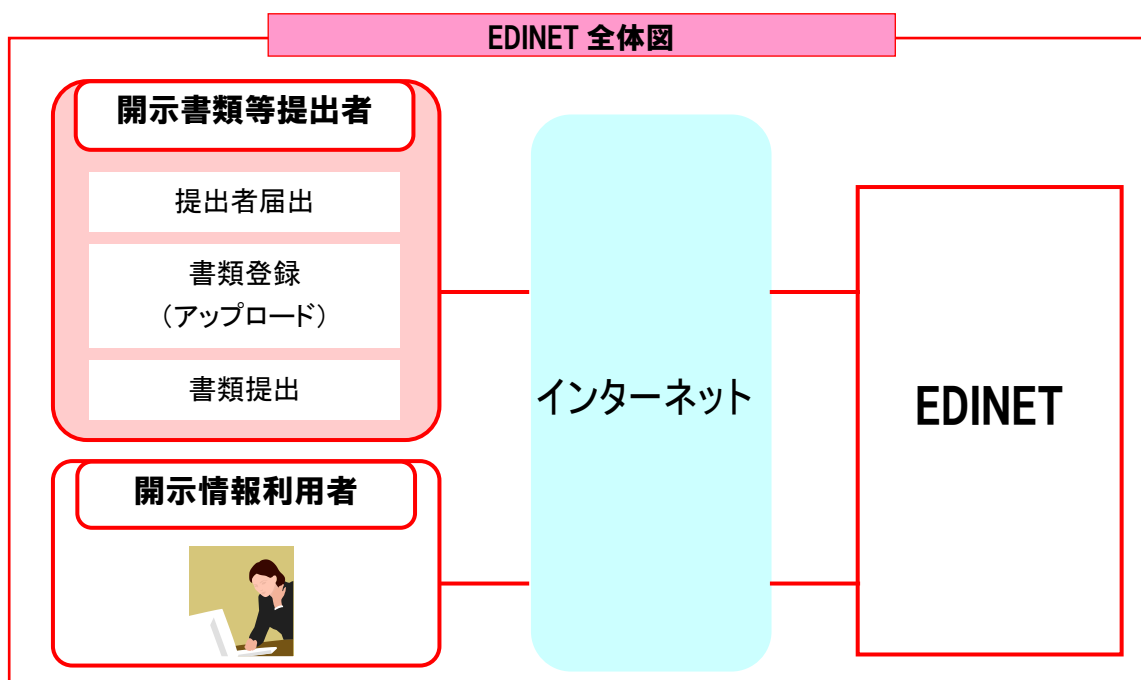 EDINET 全体図
開示書類等提出者
提出者届出
書類登録
（アップロード）
書類提出
開示情報利用者
インターネット
EDINET